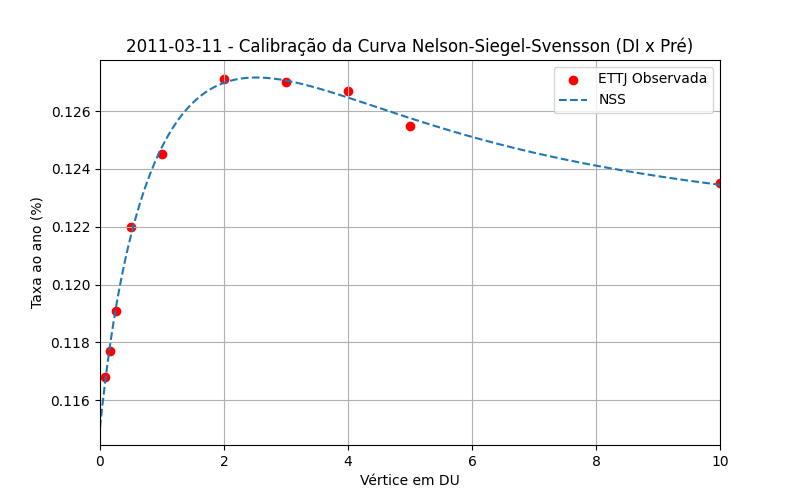 2011-03-11 - Calibração da Curva Nelson-Siegel-Svensson (DI x Pré)
ETTJ Observada
NSS
Taxa ao ano (%)
0.126
0.124
0.122
0.120
0.118
0.116
0 2 4 6 8 10
Vértice em DU